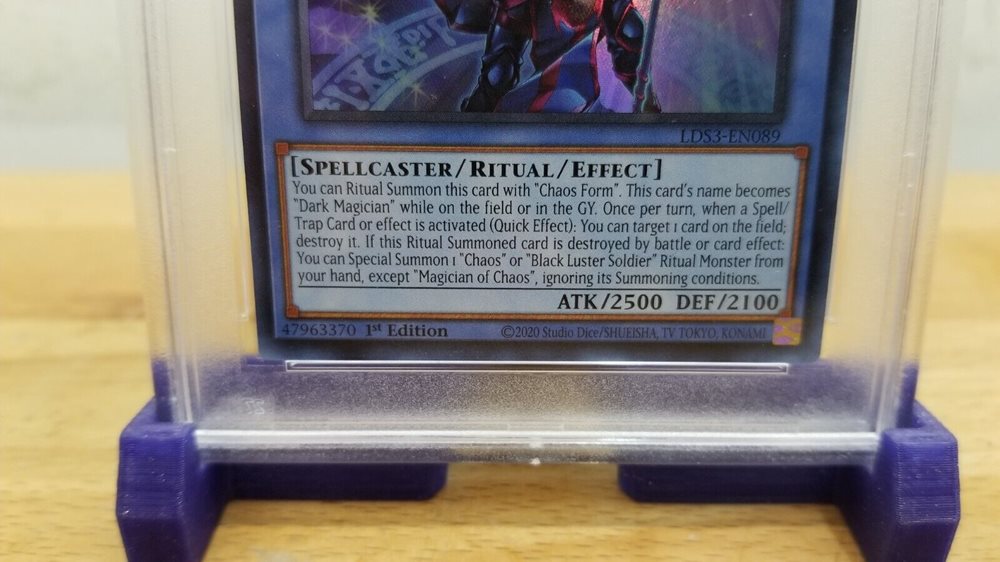 LDS3-EN089
[SPELLCASTER/RITUAL/EFFECT]
You can Ritual Summon this card with "Chaos Form". This card's name becomes
"Dark Magician" while on the field or in the GY. Once per turn, when a Spell/
Trap Card or effect is activated (Quick Effect): You can target 1 card on the field;
destroy it. If this Ritual Summoned card is destroyed by battle or card effect:
You can Special Summon 1 "Chaos" or "Black Luster Soldier" Ritual Monster from
your hand, except "Magician of Chaos", ignoring its Summoning conditions.
ATK/2500 DEF/2100
47963370 1st Edition ©2020 Studio Dice/SHUEISHA, TV TOKYO, KONAMI